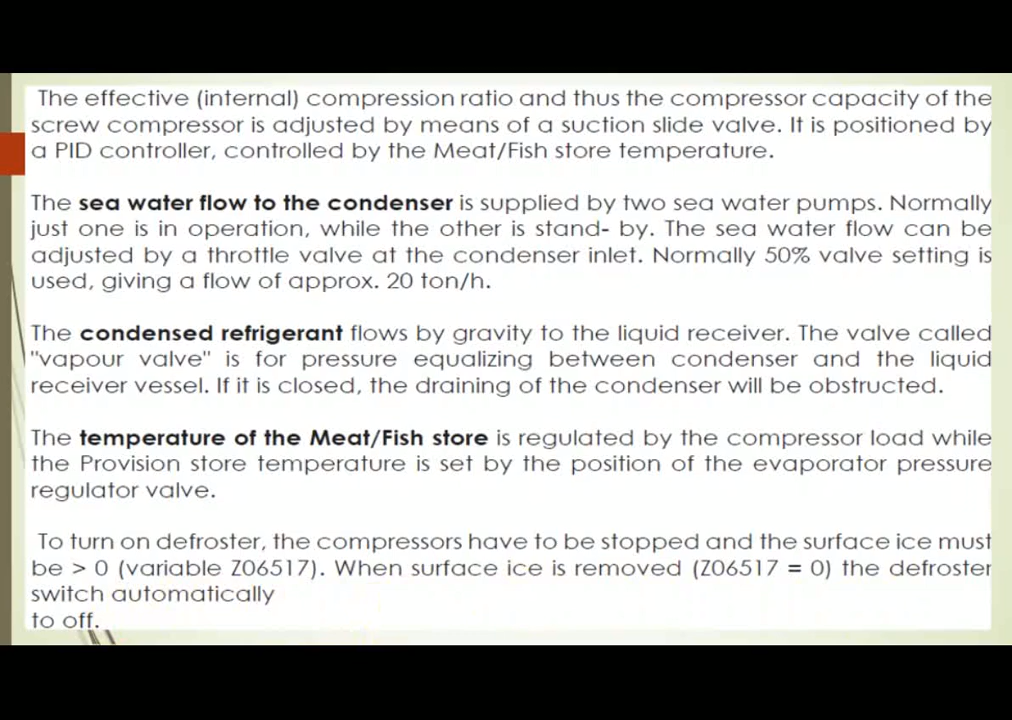 The effective (internal) compression ratio and thus the compressor capacity of the
screw compressor is adjusted by means of a suction slide valve. It is positioned by
a PID controller, controlled by the Meat/Fish store temperature.
The sea water flow to the condenser is supplied by two sea water pumps. Normally
just one is in operation, while the other is stand- by. The sea water flow can be
adjusted by a throttle valve at the condenser inlet. Normally 50% valve setting is
used, giving a flow of approx. 20 ton/h.
The condensed refrigerant flows by gravity to the liquid receiver. The valve called
"vapour valve" is for pressure equalizing between condenser and the liquid
receiver vessel. If it is closed, the draining of the condenser will be obstructed.
The temperature of the Meat/Fish store is regulated by the compressor load while
the Provision store temperature is set by the position of the evaporator pressure
regulator valve.
To turn on defroster, the compressors have to be stopped and the surface ice must
be > 0 (variable Z06517). When surface ice is removed (Z06517 = 0) the defroster
switch automatically
to off.